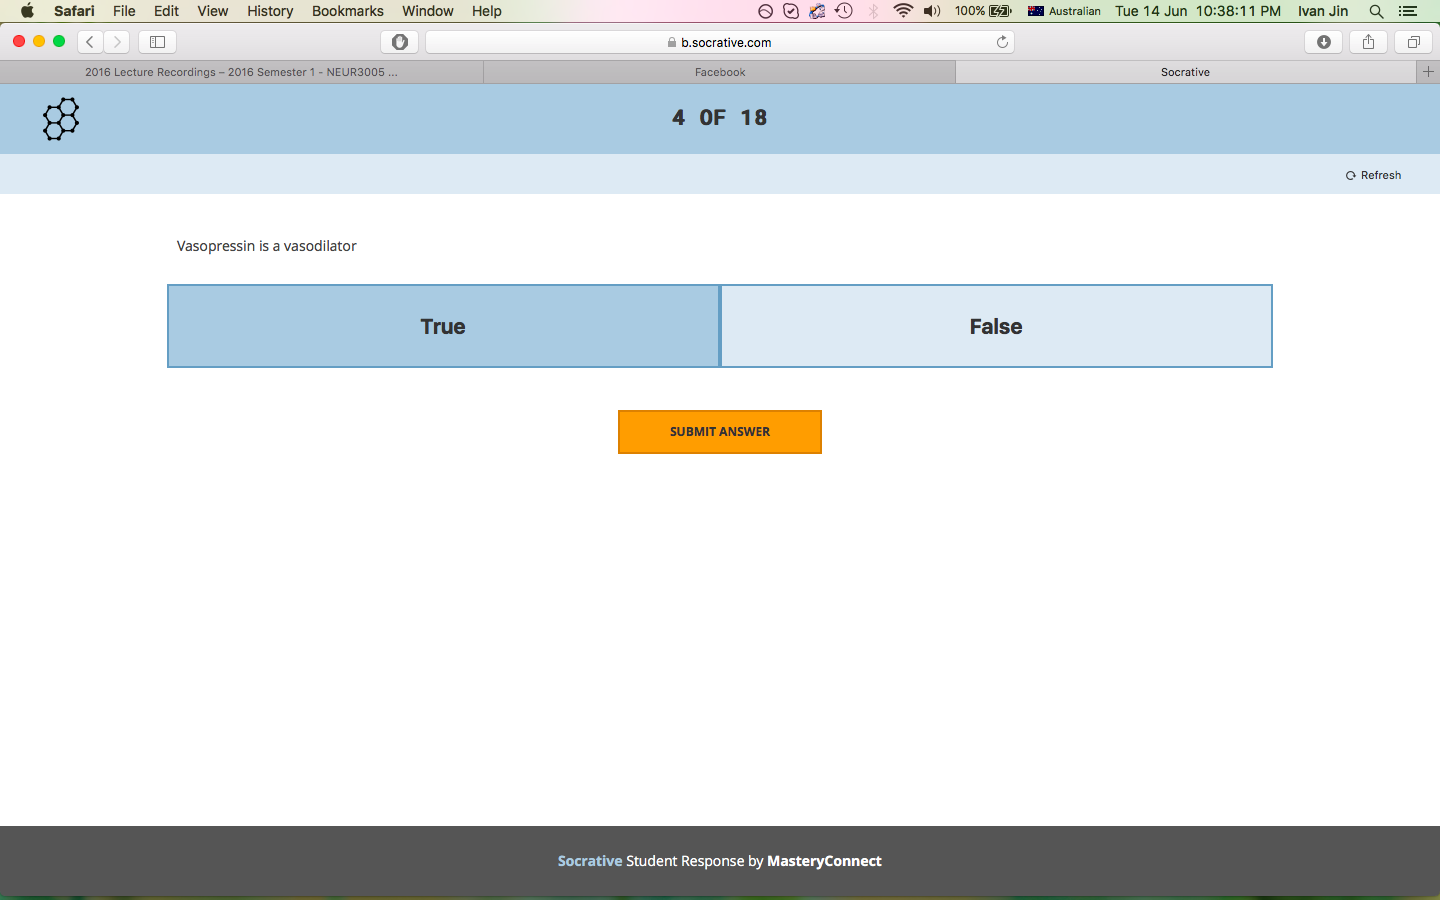 Safari File Edit View History Bookmarks Window Help 100% Australian Tue 14 Jun 10:38:11 PM Ivan Jin
b.socrative.com
2016 Lecture Recordings – 2016 Semester 1 - NEUR3005 ... Facebook Socrative
4 OF 18
Refresh
Vasopressin is a vasodilator
True False
SUBMIT ANSWER
Socrative Student Response by MasteryConnect